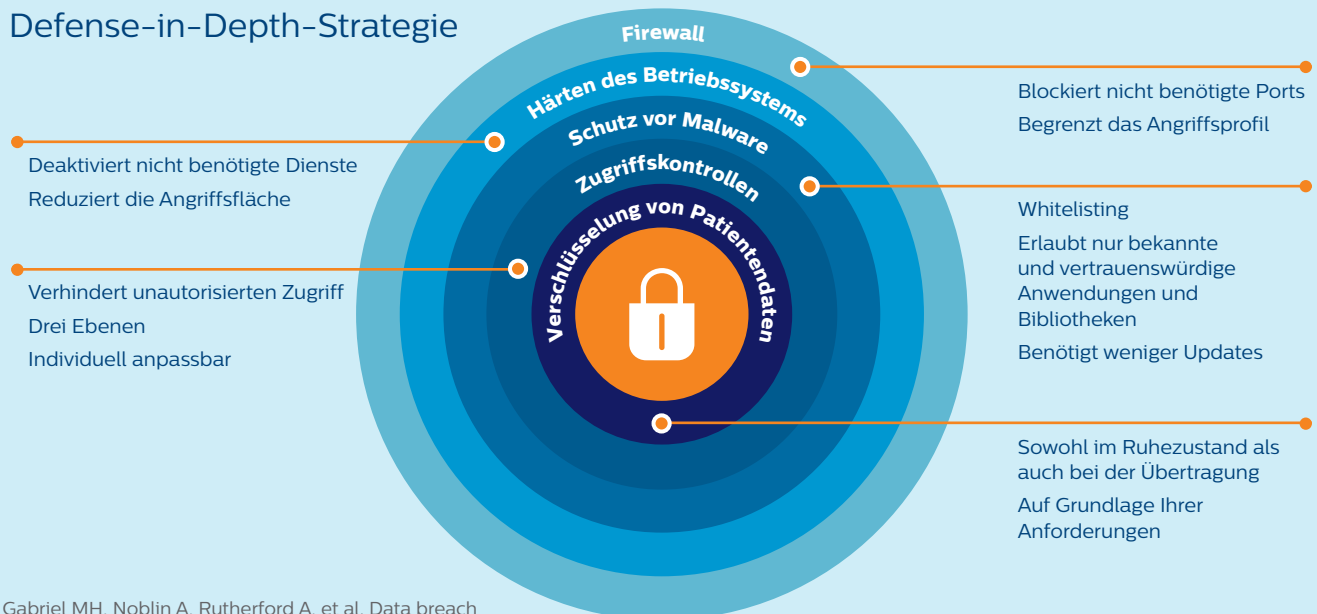 Defense-in-Depth-Strategie
Firewall
Härten des Betriebssystems
Schutz vor Malware
Zugriffskontrollen
Verschlüsselung von Patientendaten
Deaktiviert nicht benötigte Dienste
Reduziert die Angriffsfläche
Verhindert unautorisierten Zugriff
Drei Ebenen
Individuell anpassbar
Blockiert nicht benötigte Ports
Begrenzt das Angriffsprofil
Whitelisting
Erlaubt nur bekannte
und vertrauenswürdige
Anwendungen und
Bibliotheken
Benötigt weniger Updates
Sowohl im Ruhezustand als
auch bei der Übertragung
Auf Grundlage Ihrer
Anforderungen
Gabriel MH, Noblin A, Rutherford A, et al. Data breach